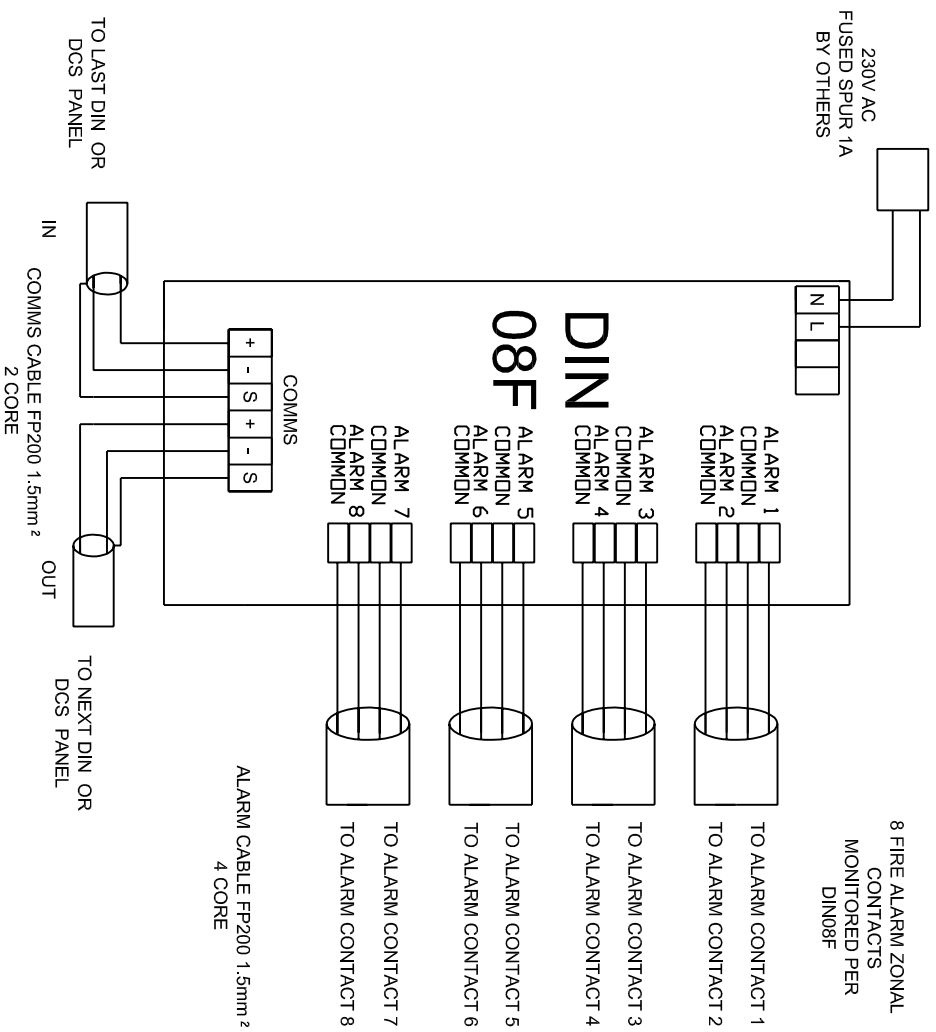 230V AC
FUSED SPUR 1A
BY OTHERS
N
L
DIN
08F
ALARM 1
COMMON
ALARM 2
COMMON
ALARM 3
COMMON
ALARM 4
COMMON
ALARM 5
COMMON
ALARM 6
COMMON
ALARM 7
COMMON
ALARM 8
COMMON
8 FIRE ALARM ZONAL
CONTACTS
MONITORED PER
DIN08F
TO ALARM CONTACT 1
TO ALARM CONTACT 2
TO ALARM CONTACT 3
TO ALARM CONTACT 4
TO ALARM CONTACT 5
TO ALARM CONTACT 6
TO ALARM CONTACT 7
TO ALARM CONTACT 8
ALARM CABLE FP200 1.5mm²
4 CORE
COMMS
+
-
S
+
-
S
TO LAST DIN OR
DCS PANEL
IN
COMMS CABLE FP200 1.5mm²
2 CORE
OUT
TO NEXT DIN OR
DCS PANEL